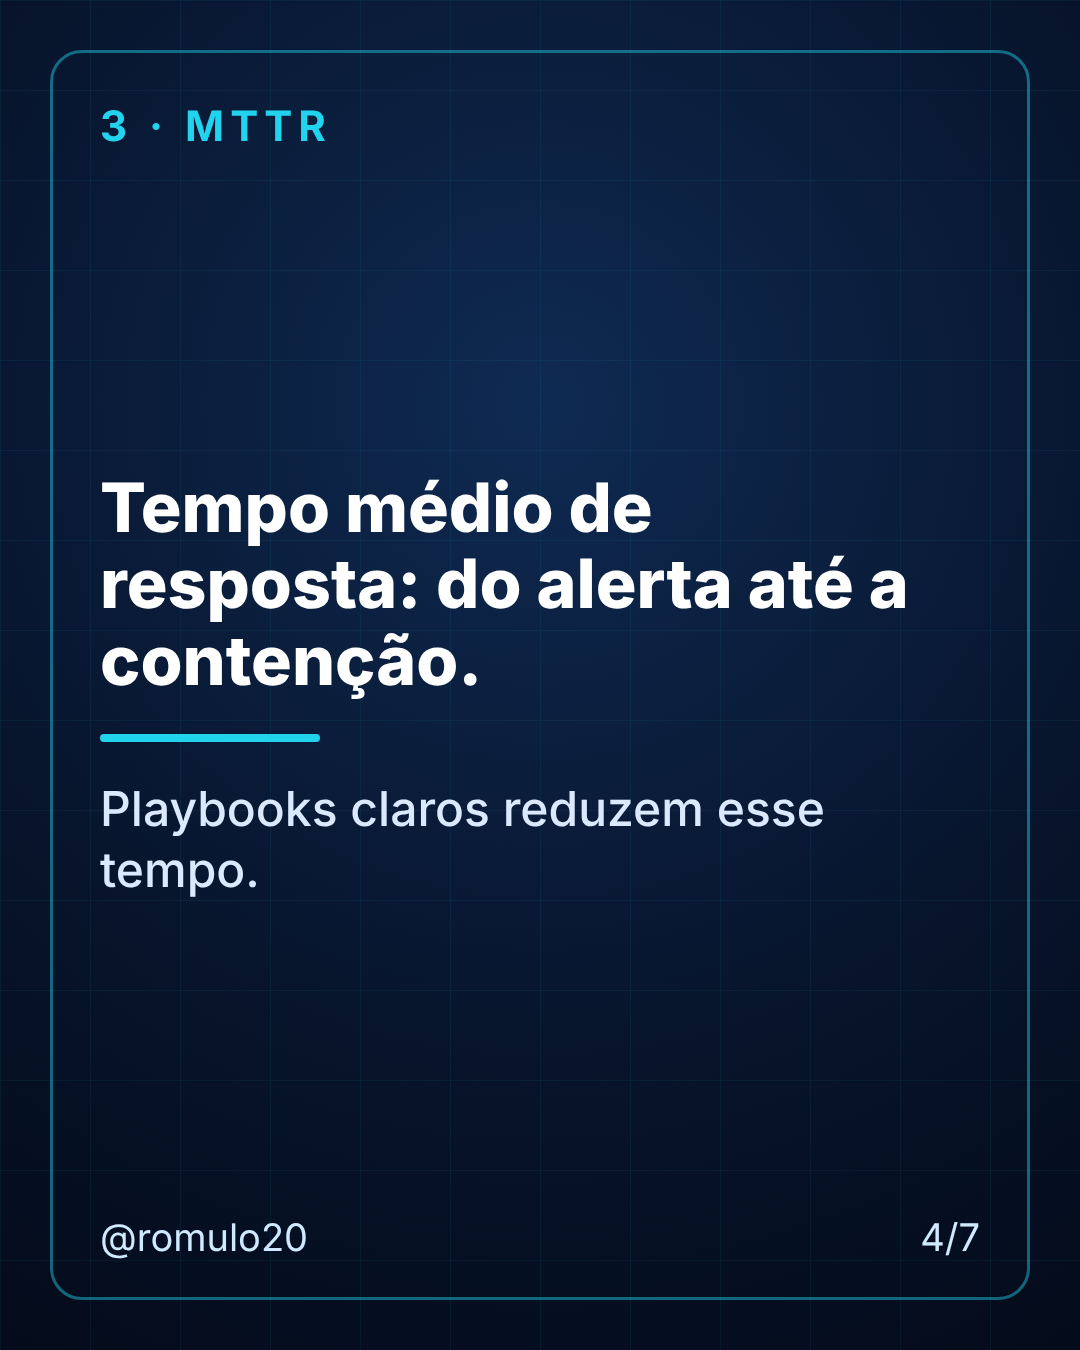 3 · MTTR
Tempo médio de
resposta: do alerta até a
contenção.
Playbooks claros reduzem esse
tempo.
@romulo20
4/7